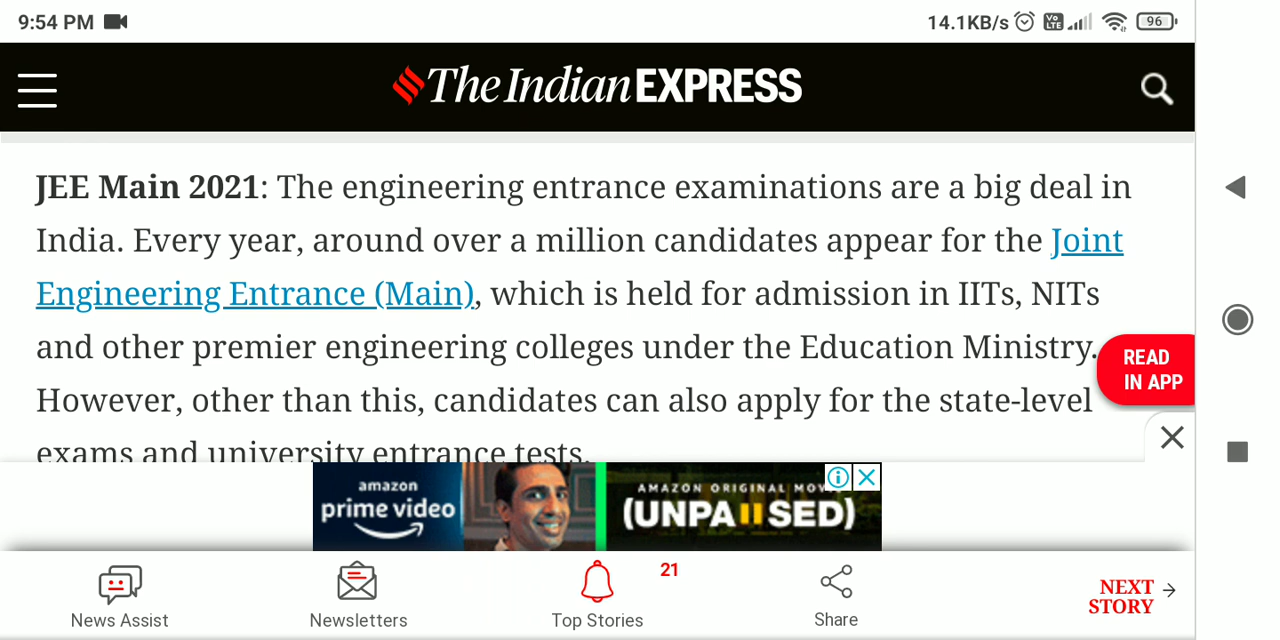 9:54 PM
14.1KB/s
Vo LTE
96
The Indian EXPRESS
JEE Main 2021: The engineering entrance examinations are a big deal in
India. Every year, around over a million candidates appear for the Joint
Engineering Entrance (Main), which is held for admission in IITs, NITs
and other premier engineering colleges under the Education Ministry.
However, other than this, candidates can also apply for the state-level
exams and university entrance tests.
READ
IN APP
amazon
prime video
AMAZON ORIGINAL
(UNPAUSED)
21
News Assist
Newsletters
Top Stories
Share
NEXT
STORY